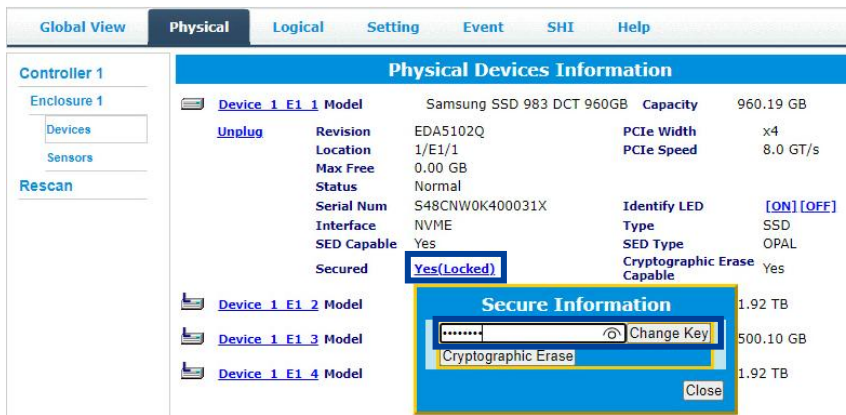 Global View Physical Logical Setting Event SHI Help
Controller 1
Enclosure 1
Devices
Sensors
Rescan
Physical Devices Information
Device_1_E1_1 Model Samsung SSD 983 DCT 960GB Capacity 960.19 GB
Unplug Revision EDA5102Q PCIe Width x4
Location 1/E1/1 PCIe Speed 8.0 GT/s
Max Free 0.00 GB
Status Normal
Serial Num S48CNW0K400031X Identify LED [ON] [OFF]
Interface NVME Type SSD
SED Capable Yes SED Type OPAL
Secured Yes(Locked) Cryptographic Erase Capable Yes
Device_1_E1_2 Model 1.92 TB
Device_1_E1_3 Model 500.10 GB
Device_1_E1_4 Model 1.92 TB
Secure Information
•••••••• Change Key
Cryptographic Erase
Close